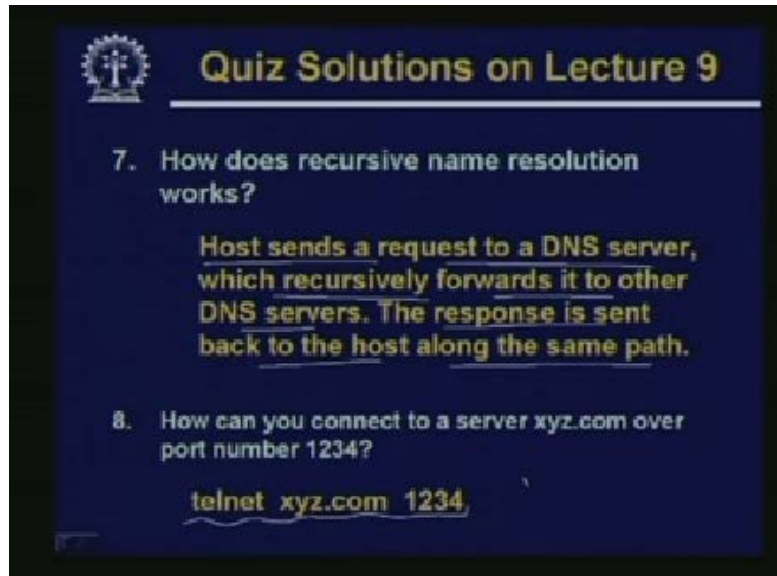 Quiz Solutions on Lecture 9
7. How does recursive name resolution
works?
Host sends a request to a DNS server,
which recursively forwards it to other
DNS servers. The response is sent
back to the host along the same path.
8. How can you connect to a server xyz.com over
port number 1234?
telnet xyz.com 1234